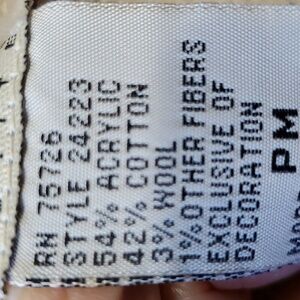 RN 75726
STYLE 24223
54% ACRYLIC
42% COTTON
3% WOOL
1% OTHER FIBERS
EXCLUSIVE OF
DECORATION
PM